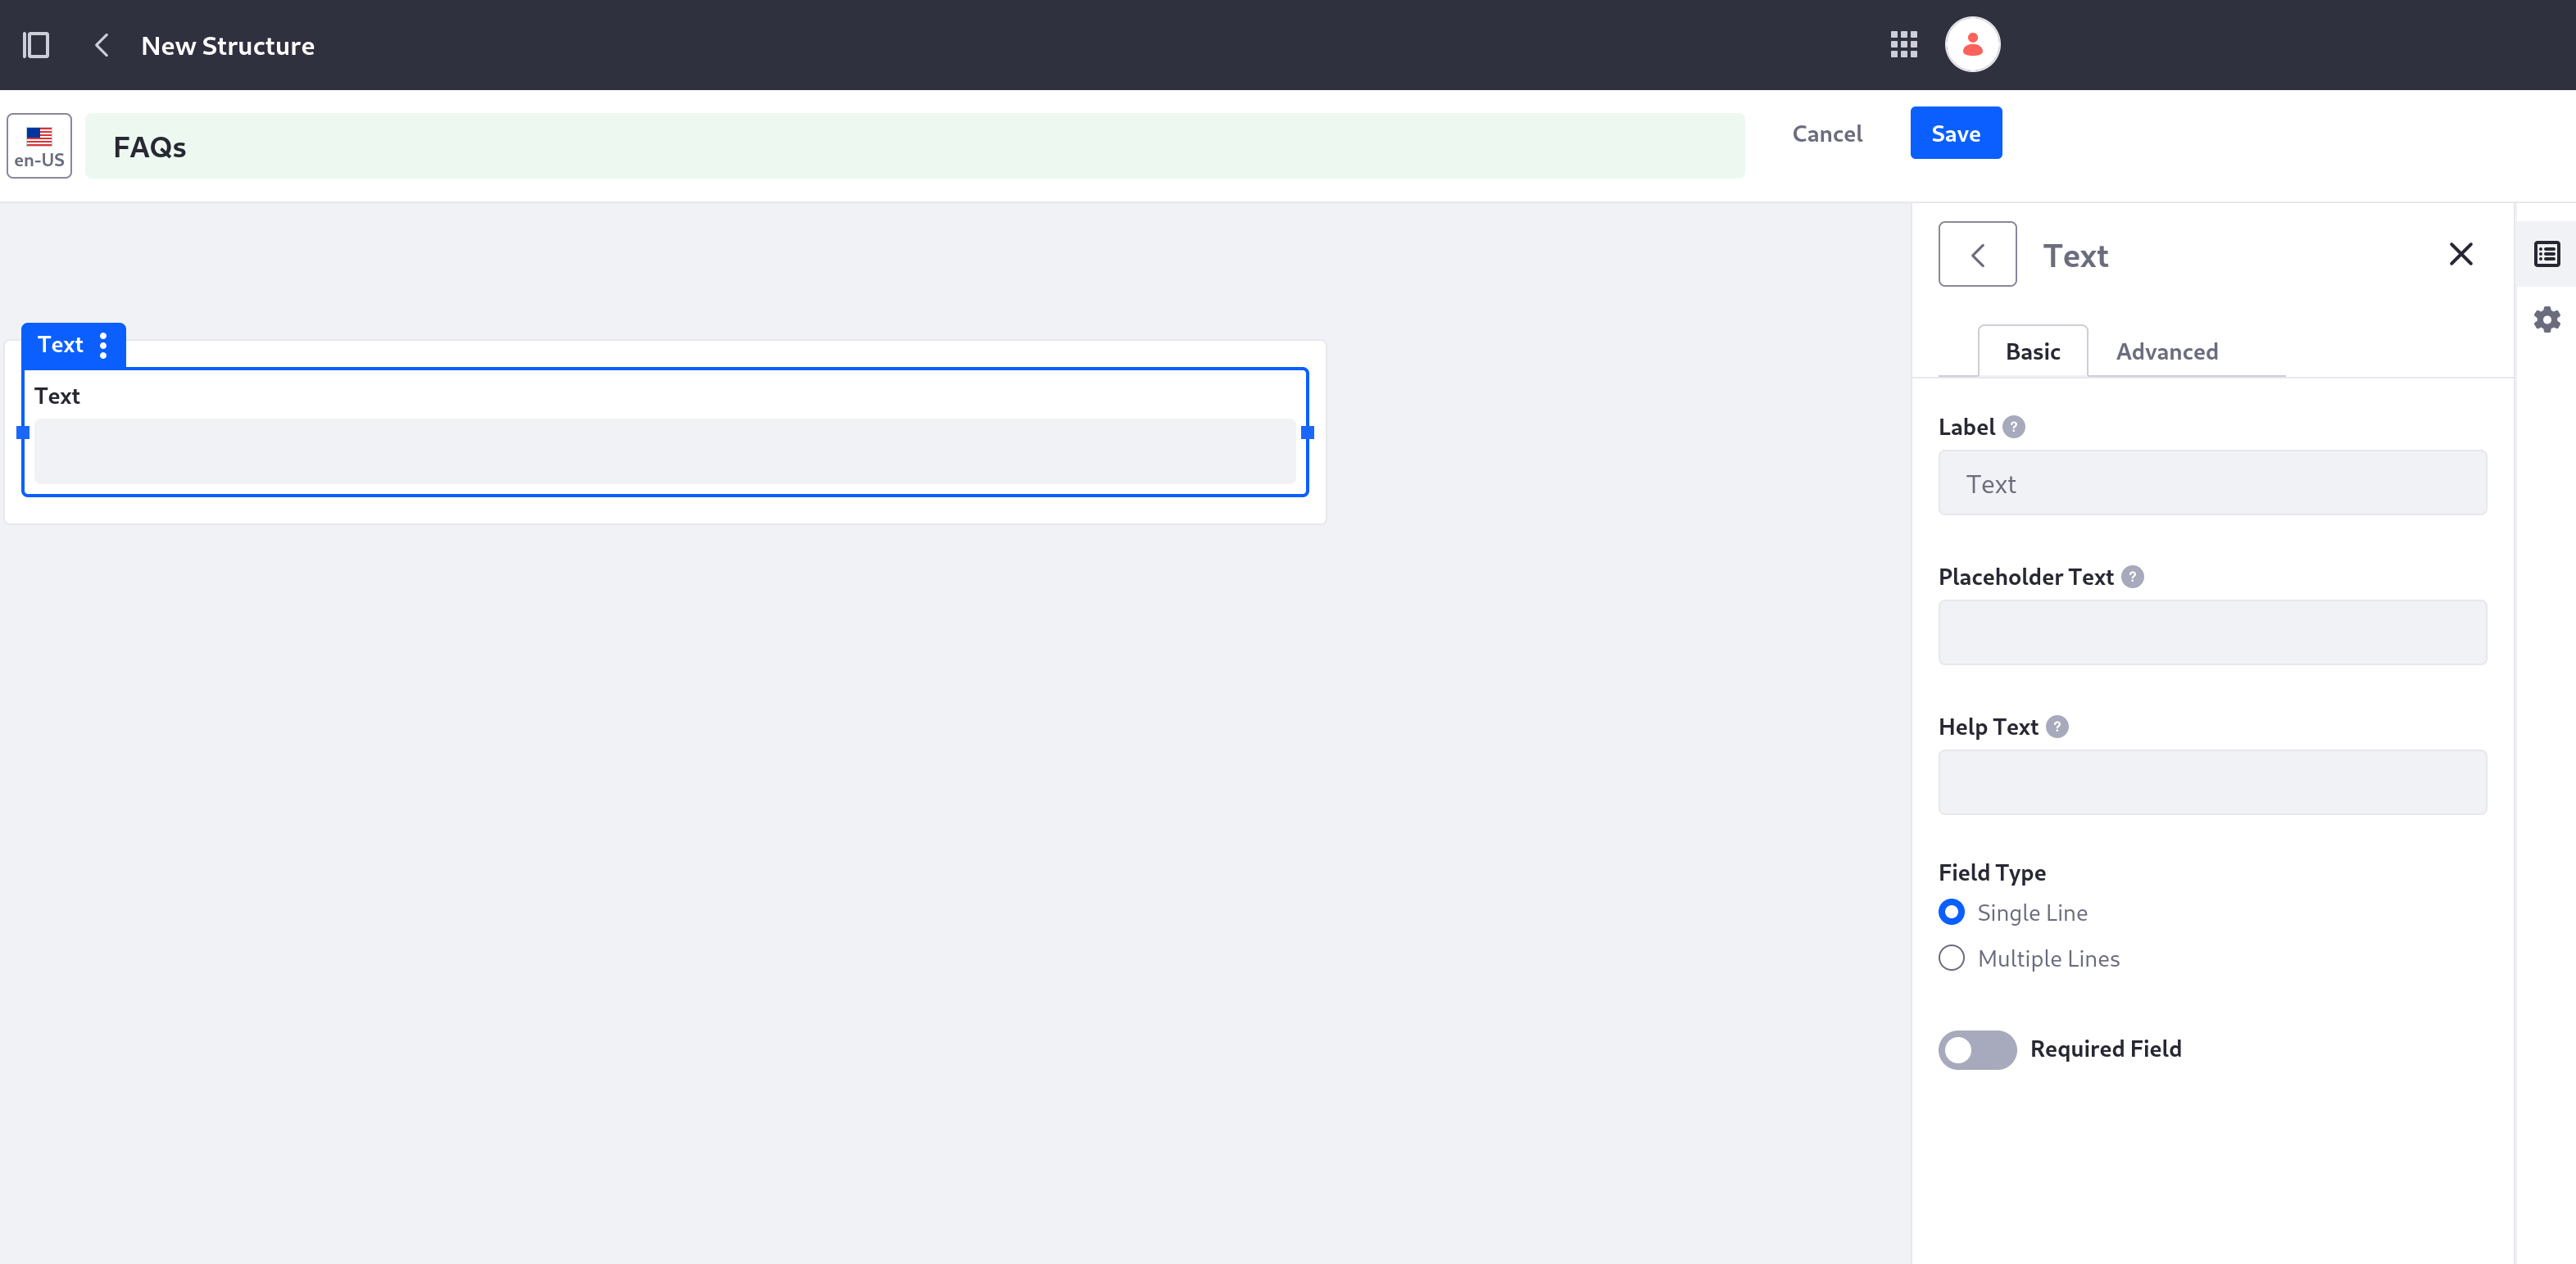 New Structure
en-US
FAQs
Cancel
Save
Text
Text
Text
Basic
Advanced
Label ?
Text
Placeholder Text ?
Help Text ?
Field Type
Single Line
Multiple Lines
Required Field